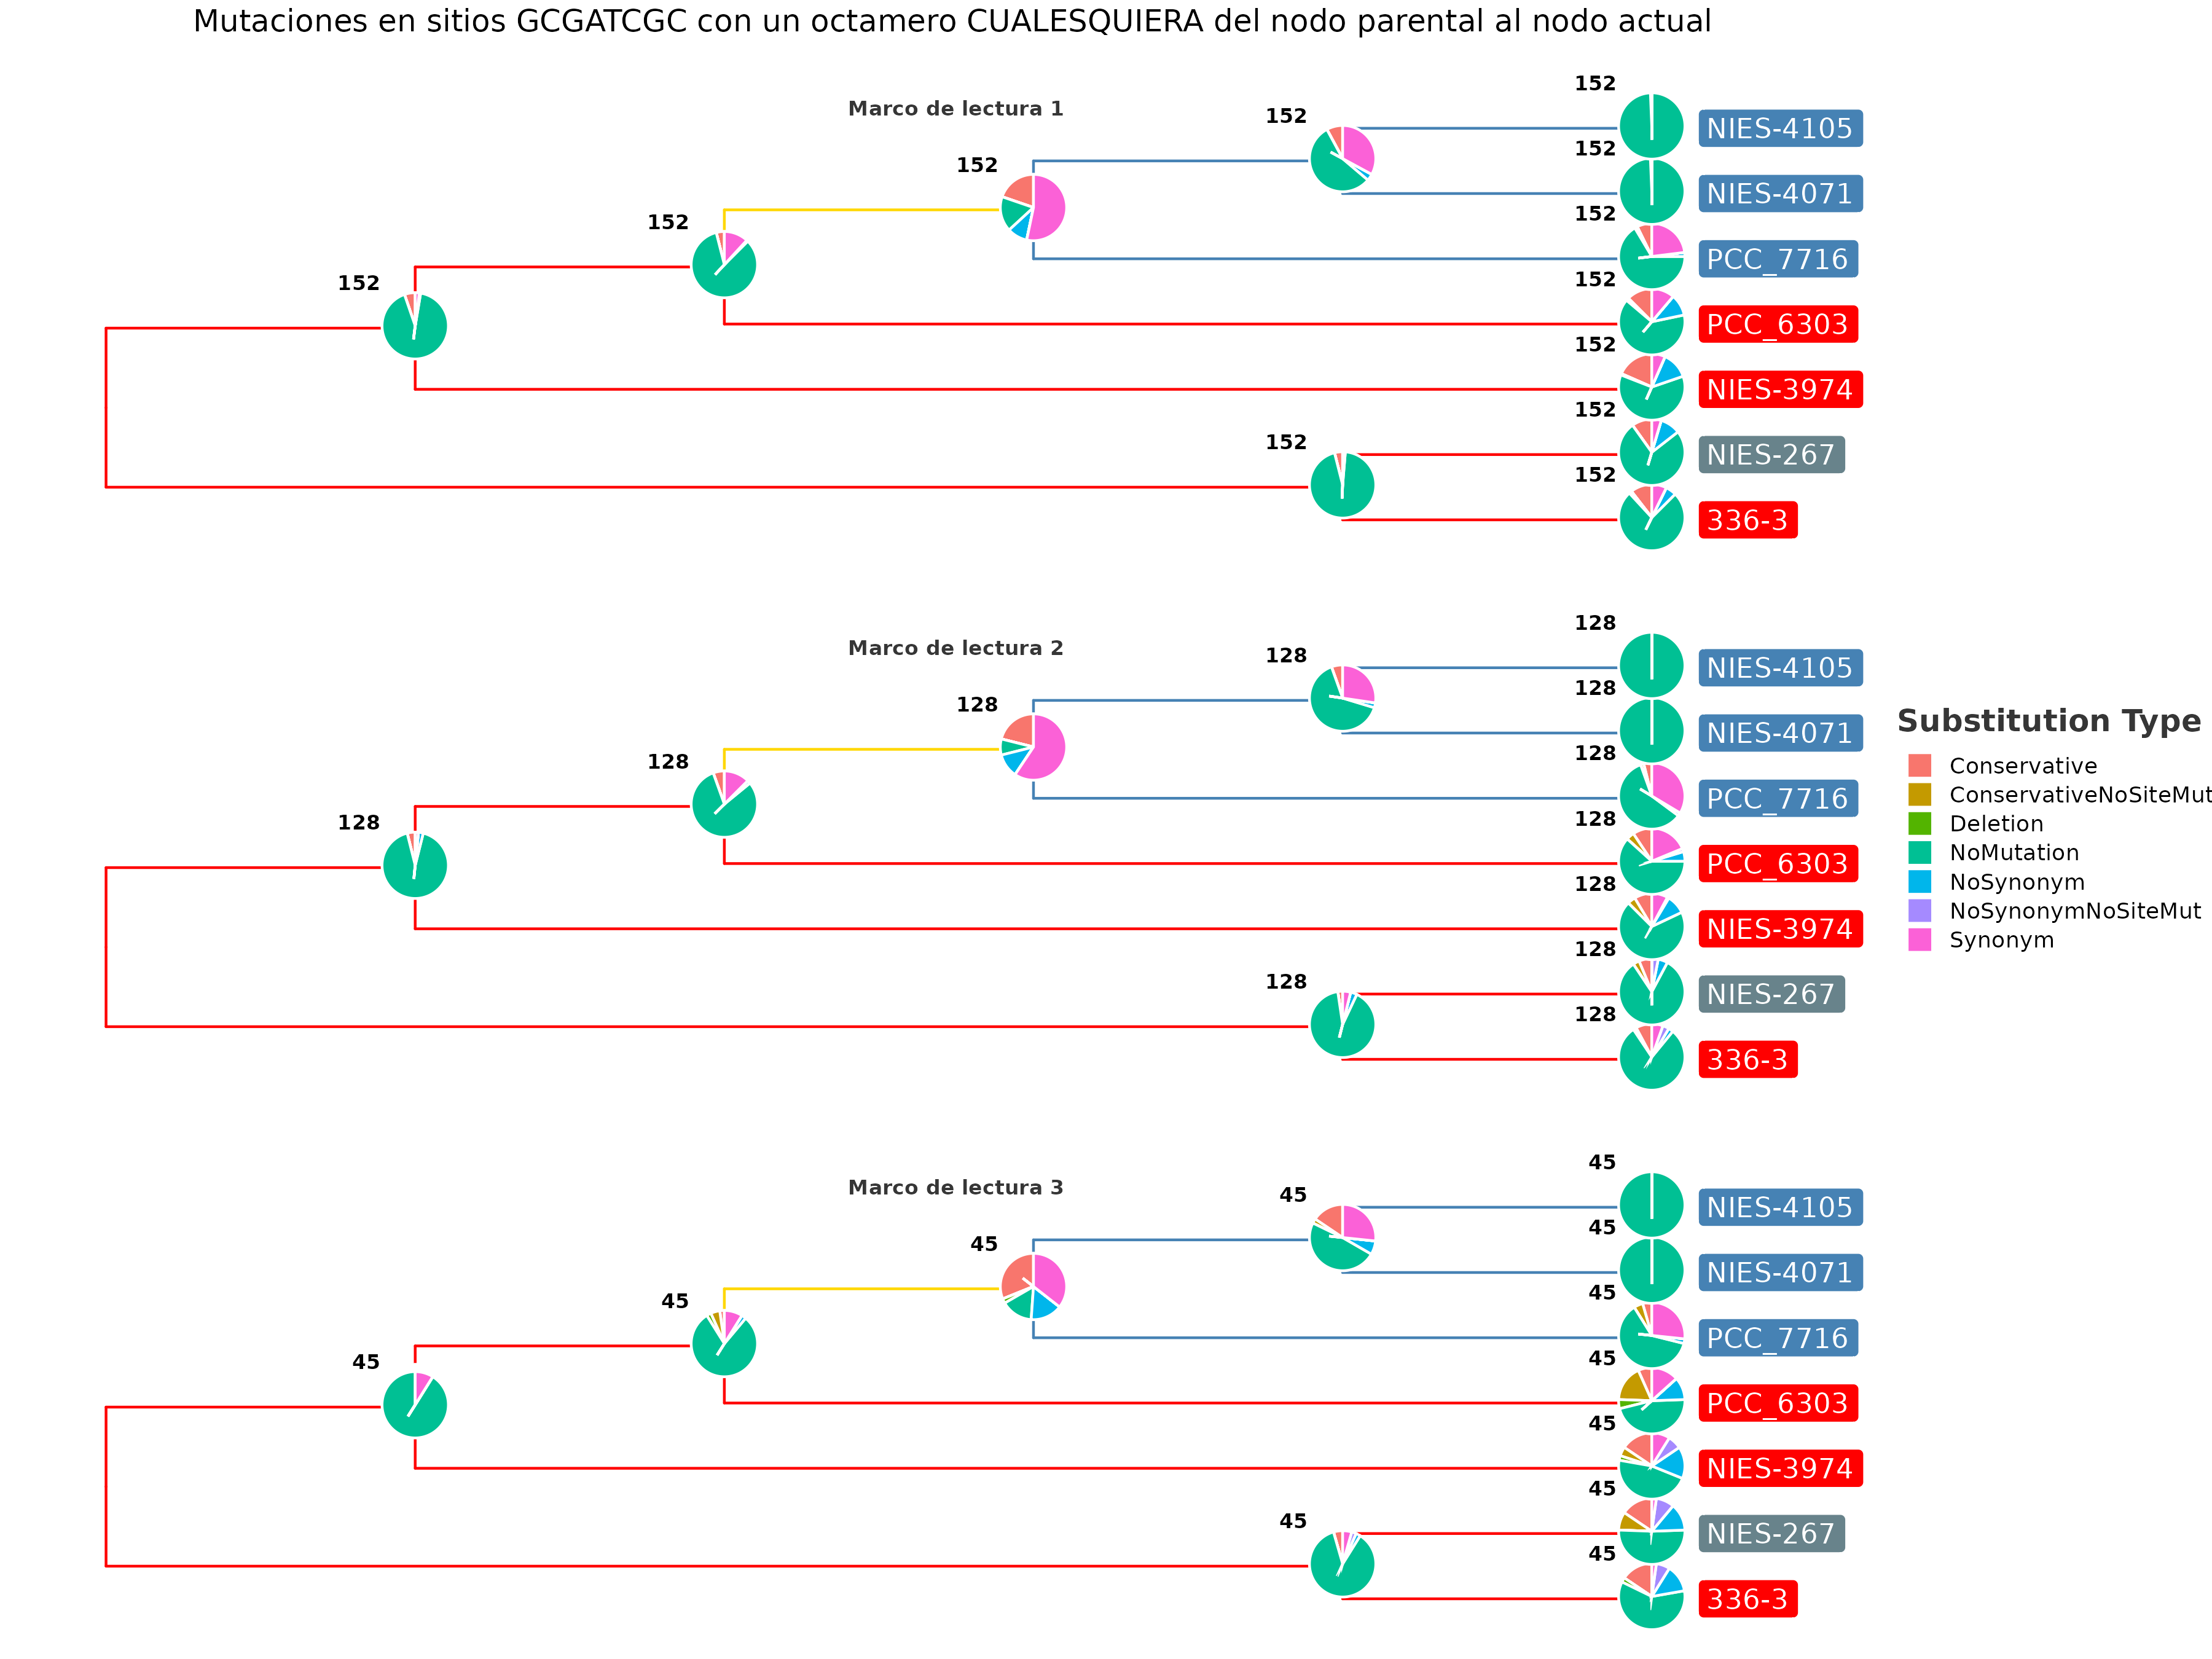 Mutaciones en sitios GCGATCGC con un octamero CUALESQUIERA del nodo parental al nodo actual
Marco de lectura 1
152
152
152
152
152
152
152
152
152
152
152
152
NIES-4105
NIES-4071
PCC_7716
PCC_6303
NIES-3974
NIES-267
336-3
Marco de lectura 2
128
128
128
128
128
128
128
128
128
128
128
128
NIES-4105
NIES-4071
PCC_7716
PCC_6303
NIES-3974
NIES-267
336-3
Marco de lectura 3
45
45
45
45
45
45
45
45
45
45
45
45
NIES-4105
NIES-4071
PCC_7716
PCC_6303
NIES-3974
NIES-267
336-3
Substitution Type
Conservative
ConservativeNoSiteMut
Deletion
NoMutation
NoSynonym
NoSynonymNoSiteMut
Synonym